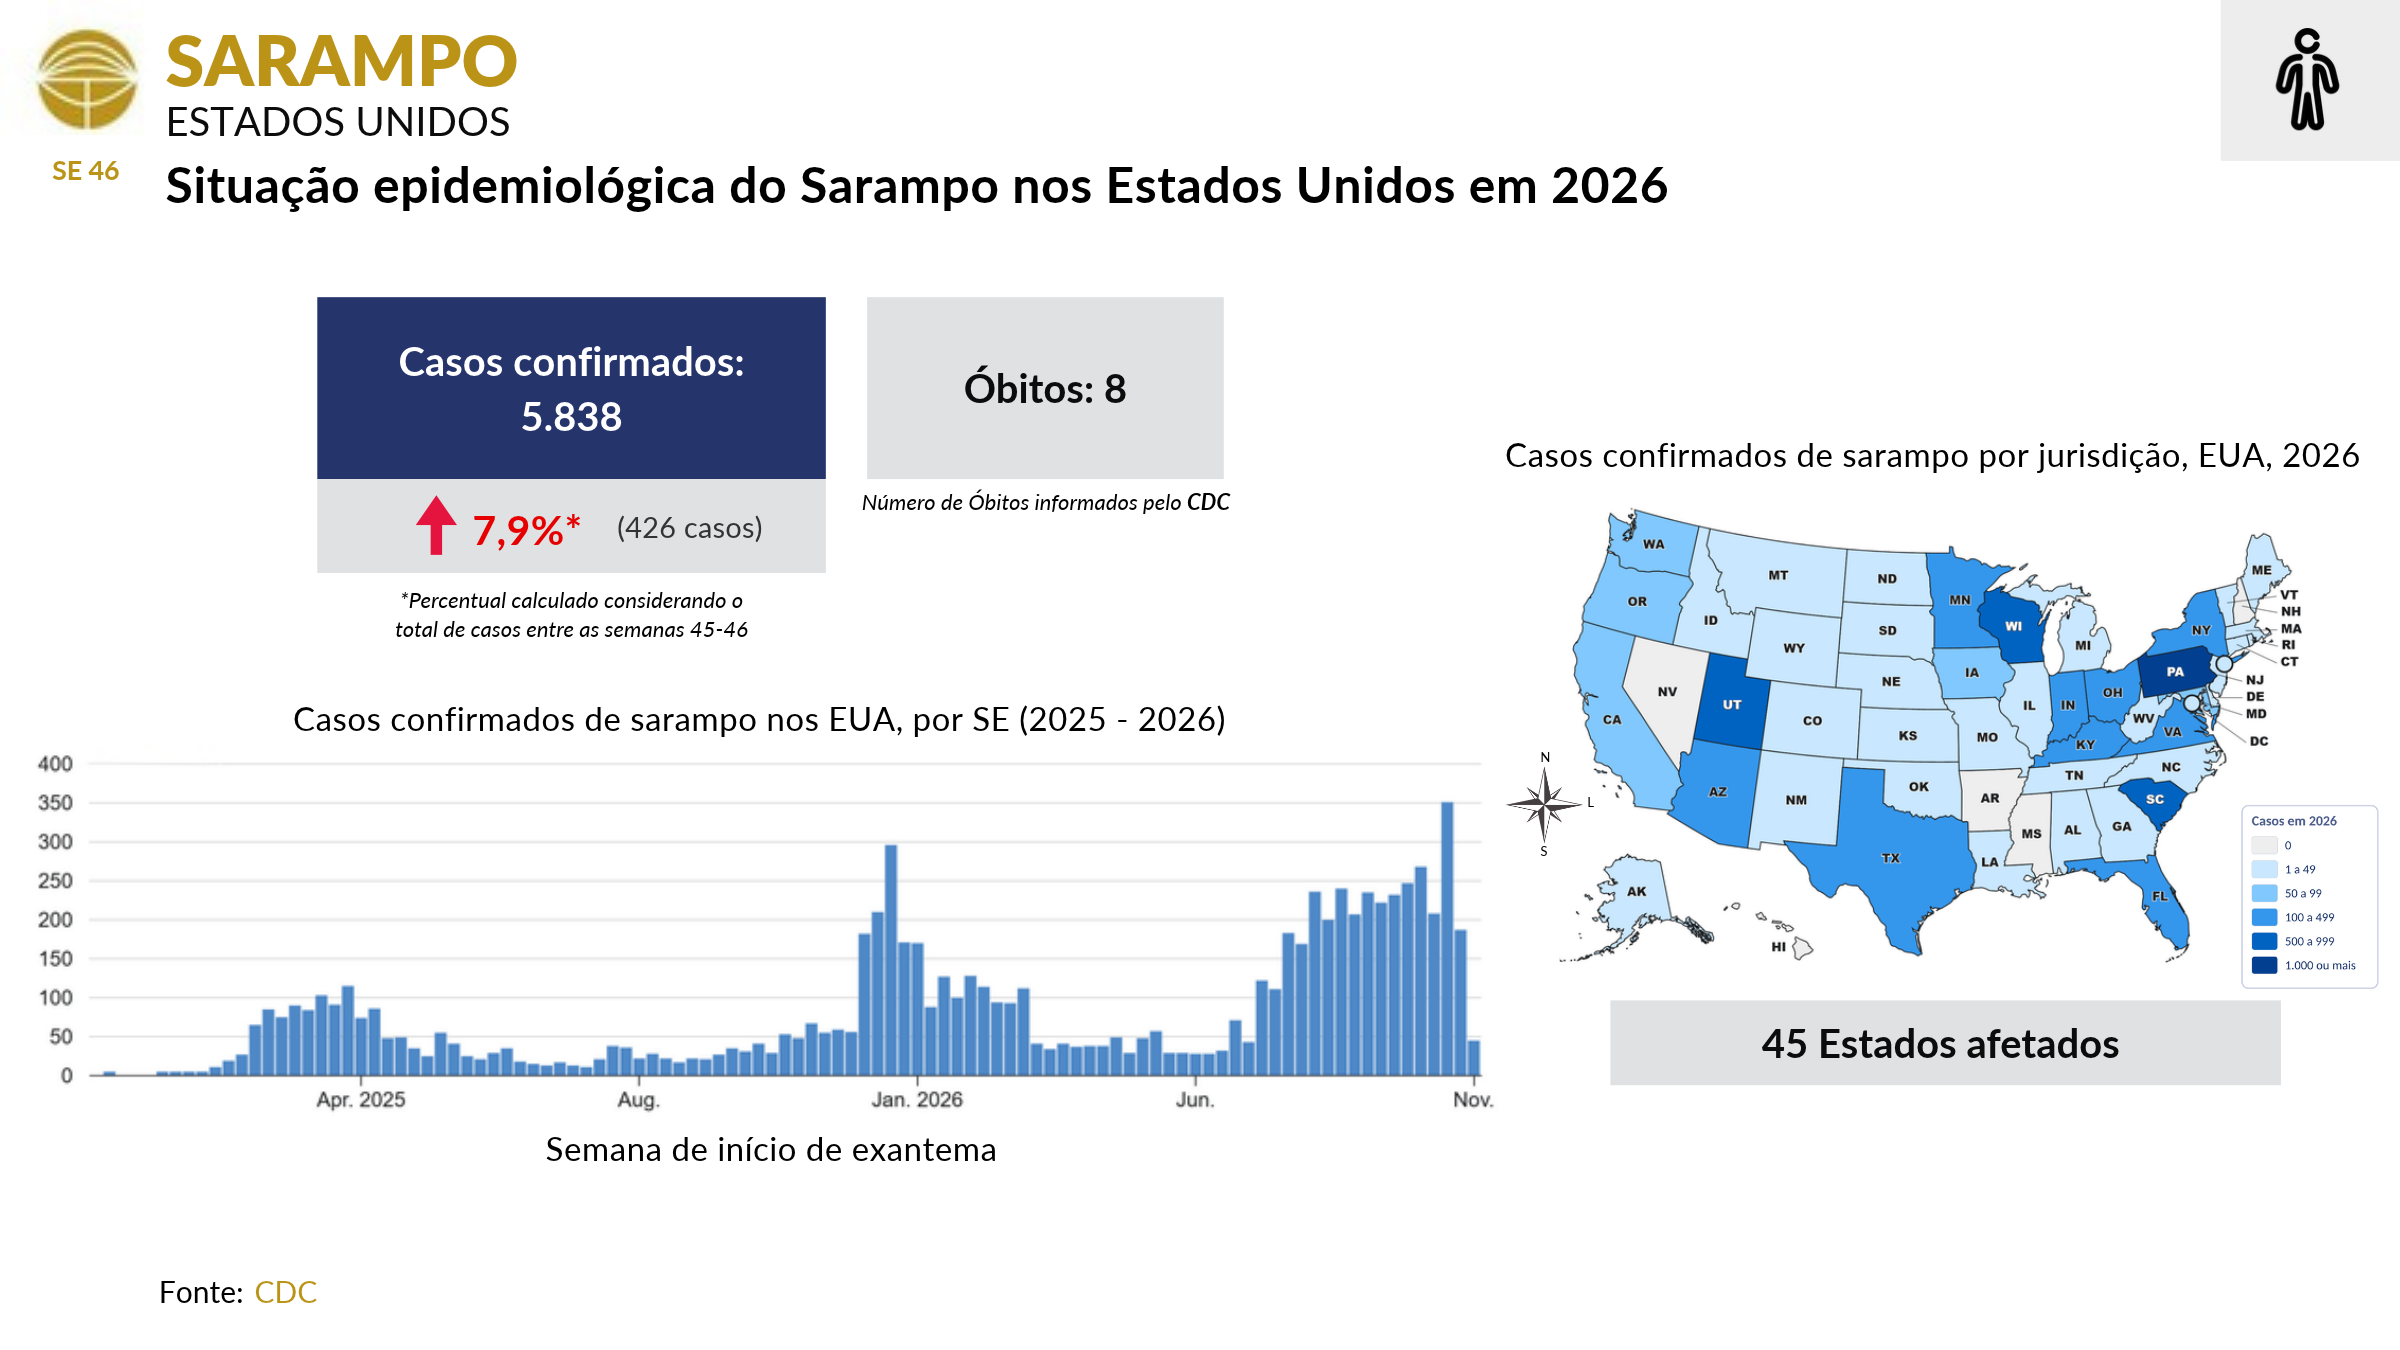 SARAMPO
ESTADOS UNIDOS
SE 46
Situação epidemiológica do Sarampo nos Estados Unidos em 2026
Casos confirmados:
5.838
7,9%* (426 casos)
*Percentual calculado considerando o
total de casos entre as semanas 45-46
Óbitos: 8
Número de Óbitos informados pelo CDC
Casos confirmados de sarampo nos EUA, por SE (2025 - 2026)
400
350
300
250
200
150
100
50
0
Apr. 2025 Aug. Jan. 2026 Jun. Nov.
Semana de início de exantema
Casos confirmados de sarampo por jurisdição, EUA, 2026
WA
MT
ND
MN
ME
VT
NH
OR
ID
SD
WI
NY
MA
MI
RI
WY
CT
NV
NE
IA
PA
NJ
UT
IL
IN
OH
DE
CA
CO
WV
MD
KS
MO
KY
VA
DC
AZ
NM
OK
TN
NC
AR
SC
MS
AL
GA
TX
LA
FL
AK
HI
N
L
S
Casos em 2026
0
1 a 49
50 a 99
100 a 499
500 a 999
1.000 ou mais
45 Estados afetados
Fonte: CDC